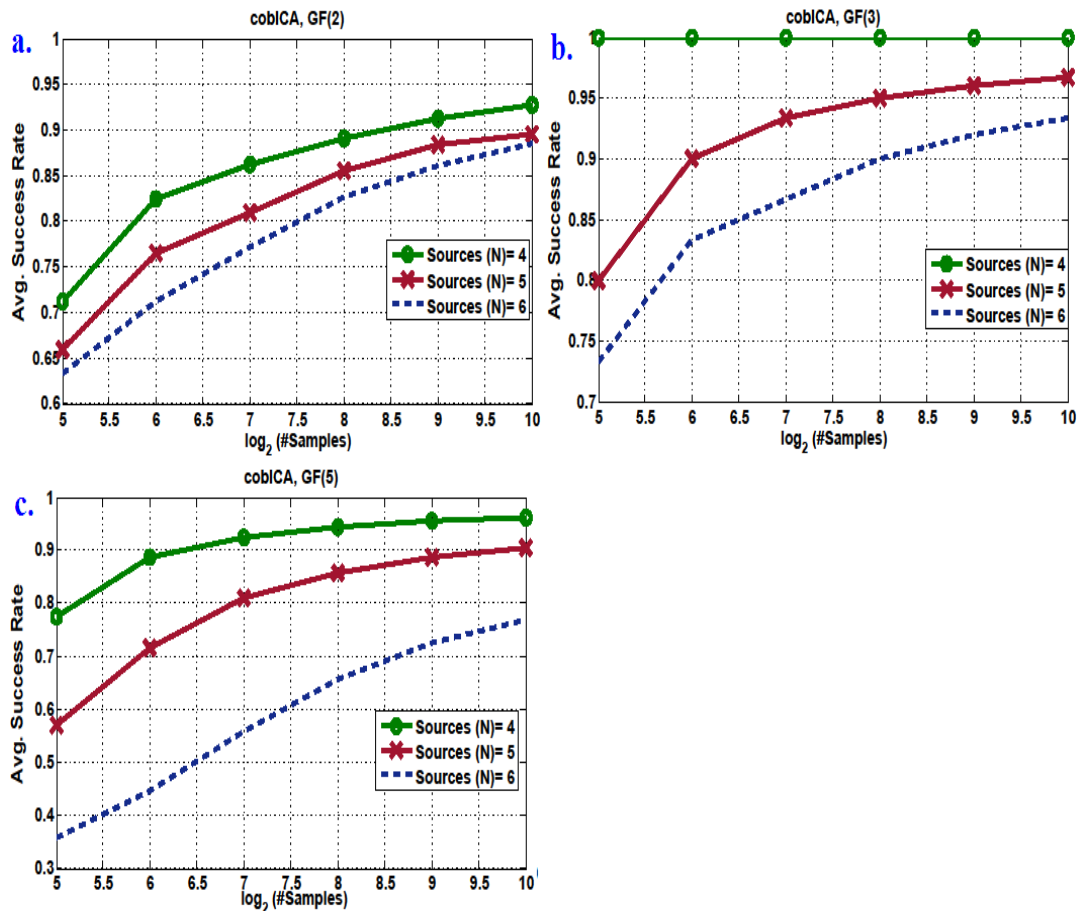 cobICA, GF(2)
a.
1
0.95
0.9
0.85
0.8
0.75
0.7
0.65
0.6
Avg. Success Rate
Sources (N)= 4
Sources (N)= 5
Sources (N)= 6
5 5.5 6 6.5 7 7.5 8 8.5 9 9.5 10
log2 (#Samples)
cobICA, GF(3)
b.
1
0.95
0.9
0.85
0.8
0.75
0.7
Avg. Success Rate
Sources (N)= 4
Sources (N)= 5
Sources (N)= 6
5 5.5 6 6.5 7 7.5 8 8.5 9 9.5 10
log2 (#Samples)
cobICA, GF(5)
c.
1
0.9
0.8
0.7
0.6
0.5
0.4
0.3
Avg. Success Rate
Sources (N)= 4
Sources (N)= 5
Sources (N)= 6
5 5.5 6 6.5 7 7.5 8 8.5 9 9.5 10
log2 (#Samples)